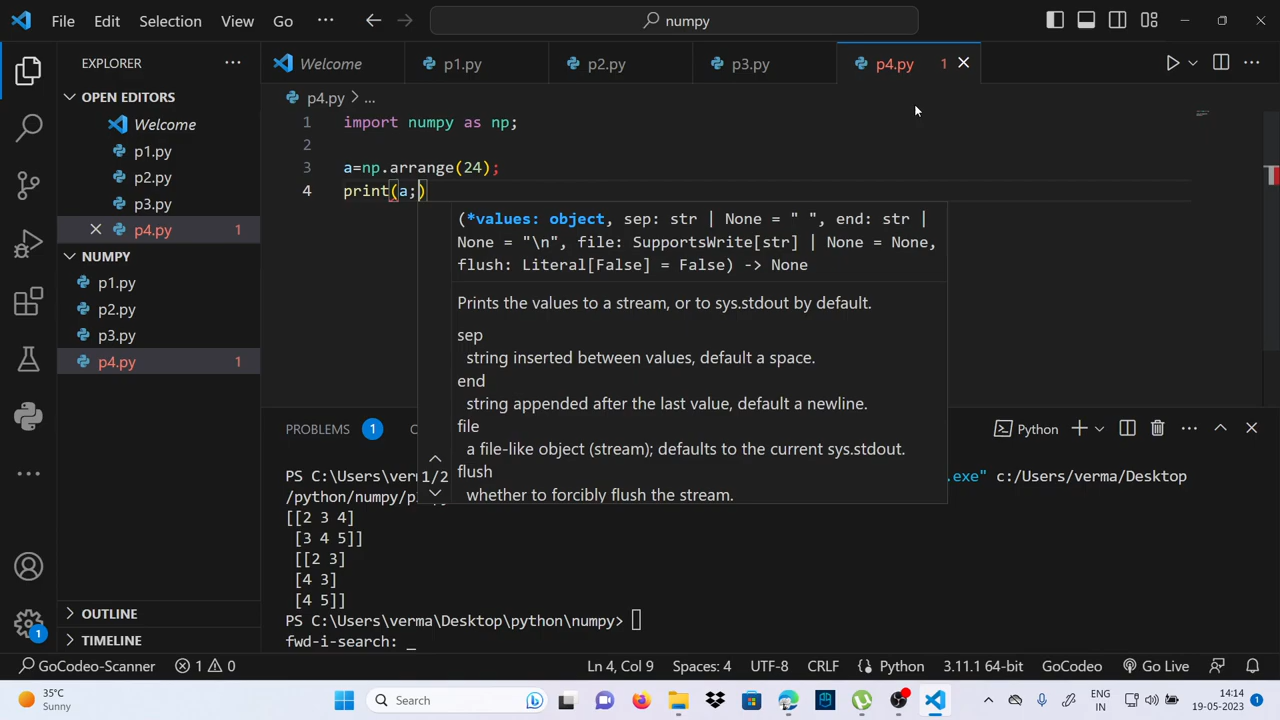 File Edit Selection View Go ... numpy
EXPLORER ...
Welcome p1.py p2.py p3.py p4.py 1
OPEN EDITORS
Welcome
p1.py
p2.py
p3.py
p4.py 1
NUMPY
p1.py
p2.py
p3.py
p4.py 1
OUTLINE
TIMELINE
1
p4.py > ...
1 import numpy as np;
2
3 a=np.arrange(24);
4 print(a;)
(*values: object, sep: str | None = " ", end: str |
None = "\n", file: SupportsWrite[str] | None = None,
flush: Literal[False] = False) -> None
Prints the values to a stream, or to sys.stdout by default.
sep
string inserted between values, default a space.
end
string appended after the last value, default a newline.
file
a file-like object (stream); defaults to the current sys.stdout.
flush
whether to forcibly flush the stream.
1/2
PROBLEMS 1 Python
PS C:\Users\verma\Desktop .exe" c:/Users/verma/Desktop
/python/numpy/p
[[2 3 4]
[3 4 5]]
[[2 3]
[4 3]
[4 5]]
PS C:\Users\verma\Desktop\python\numpy>
fwd-i-search: _
GoCodeo-Scanner 1 0 Ln 4, Col 9 Spaces: 4 UTF-8 CRLF Python 3.11.1 64-bit GoCodeo Go Live
35°C
Sunny
Search
ENG
IN
14:14
19-05-2023
1